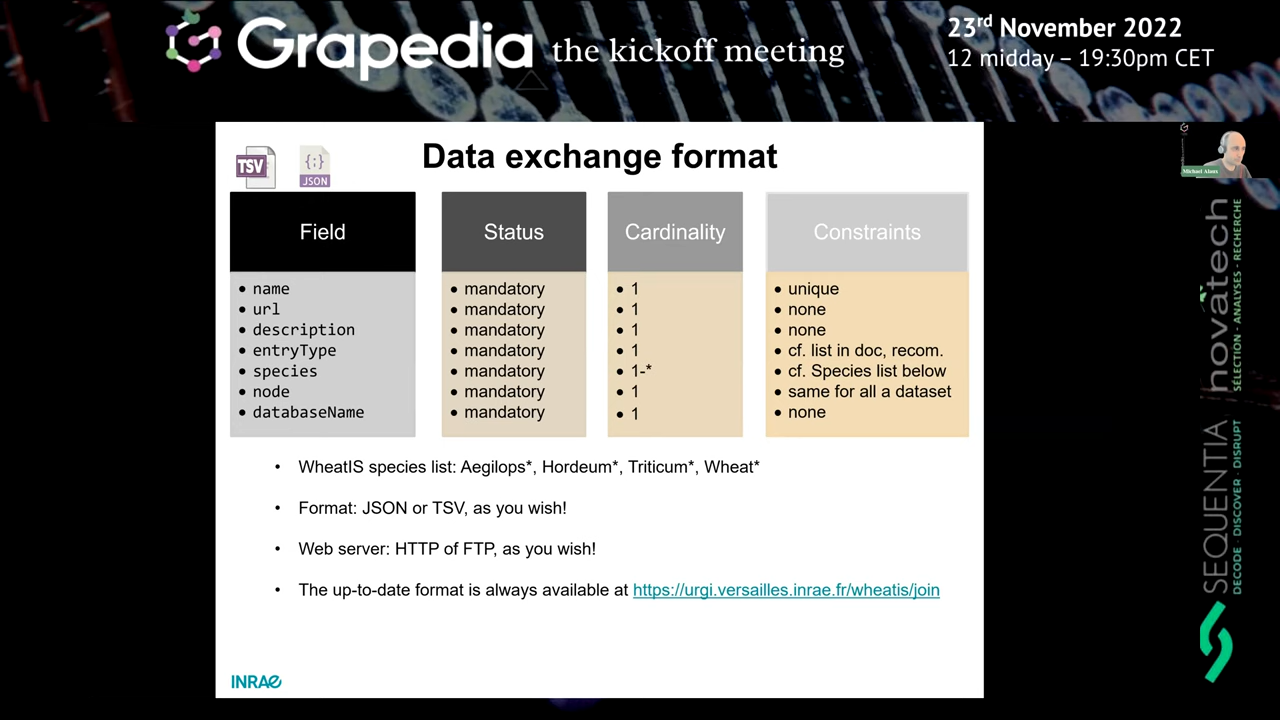 Grapedia the kickoff meeting
23rd November 2022
12 midday – 19:30pm CET
Michael Alaux
TSV
{;}
JSON
Data exchange format
Field Status Cardinality Constraints
• name • mandatory • 1 • unique
• url • mandatory • 1 • none
• description • mandatory • 1 • none
• entryType • mandatory • 1 • cf. list in doc, recom.
• species • mandatory • 1-* • cf. Species list below
• node • mandatory • 1 • same for all a dataset
• databaseName • mandatory • 1 • none
• WheatIS species list: Aegilops*, Hordeum*, Triticum*, Wheat*
• Format: JSON or TSV, as you wish!
• Web server: HTTP of FTP, as you wish!
• The up-to-date format is always available at https://urgi.versailles.inrae.fr/wheatis/join
INRAE
novatech
SÉLECTION - ANALYSES - RECHERCHE
SEQUENTIA
DECODE · DISCOVER · DISRUPT